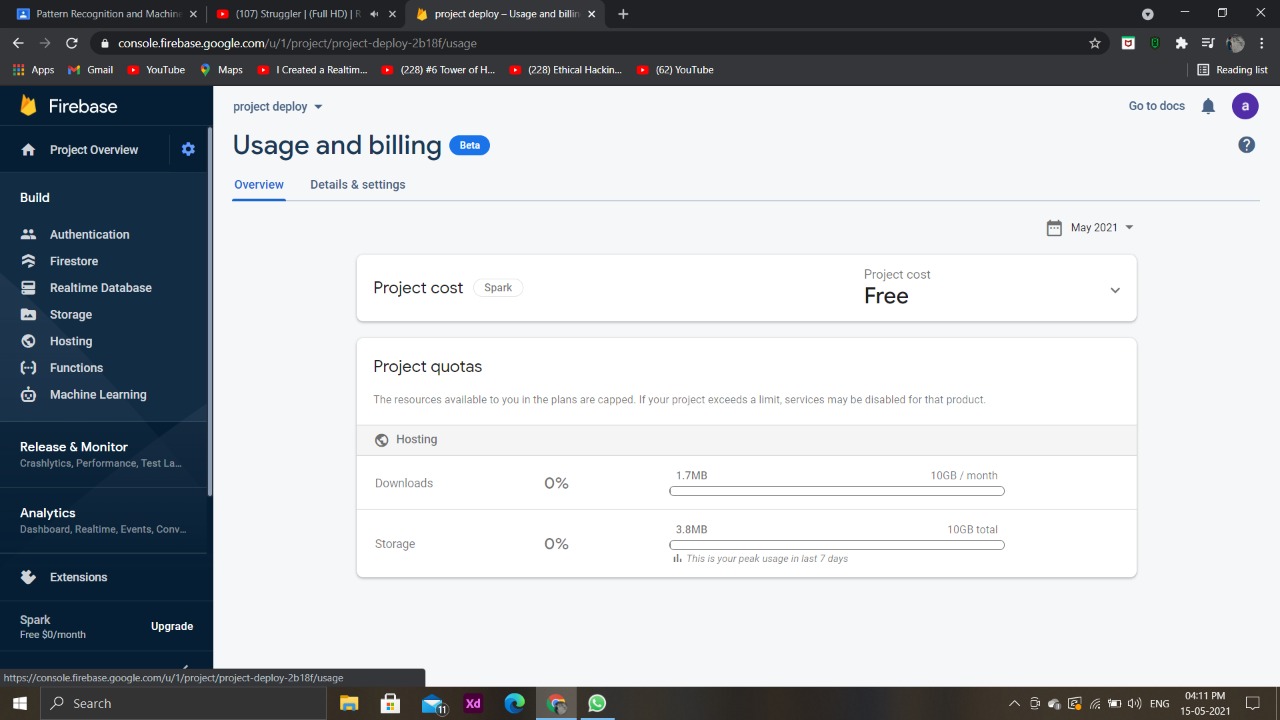 Pattern Recognition and Machin
(107) Struggler | (Full HD) | R
project deploy – Usage and billin
console.firebase.google.com/u/1/project/project-deploy-2b18f/usage
Apps
Gmail
YouTube
Maps
I Created a Realtim...
(228) #6 Tower of H...
(228) Ethical Hackin...
(62) YouTube
Reading list
Firebase
project deploy
Go to docs
a
Project Overview
Usage and billing
Beta
Overview
Details & settings
Build
Authentication
Firestore
Realtime Database
Storage
Hosting
Functions
Machine Learning
Release & Monitor
Crashlytics, Performance, Test La...
Analytics
Dashboard, Realtime, Events, Conv...
Extensions
Spark
Free $0/month
Upgrade
May 2021
Project cost
Spark
Project cost
Free
Project quotas
The resources available to you in the plans are capped. If your project exceeds a limit, services may be disabled for that product.
Hosting
Downloads
0%
1.7MB
10GB / month
Storage
0%
3.8MB
10GB total
This is your peak usage in last 7 days
https://console.firebase.google.com/u/1/project/project-deploy-2b18f/usage
Search
11
Xd
ENG
04:11 PM
15-05-2021